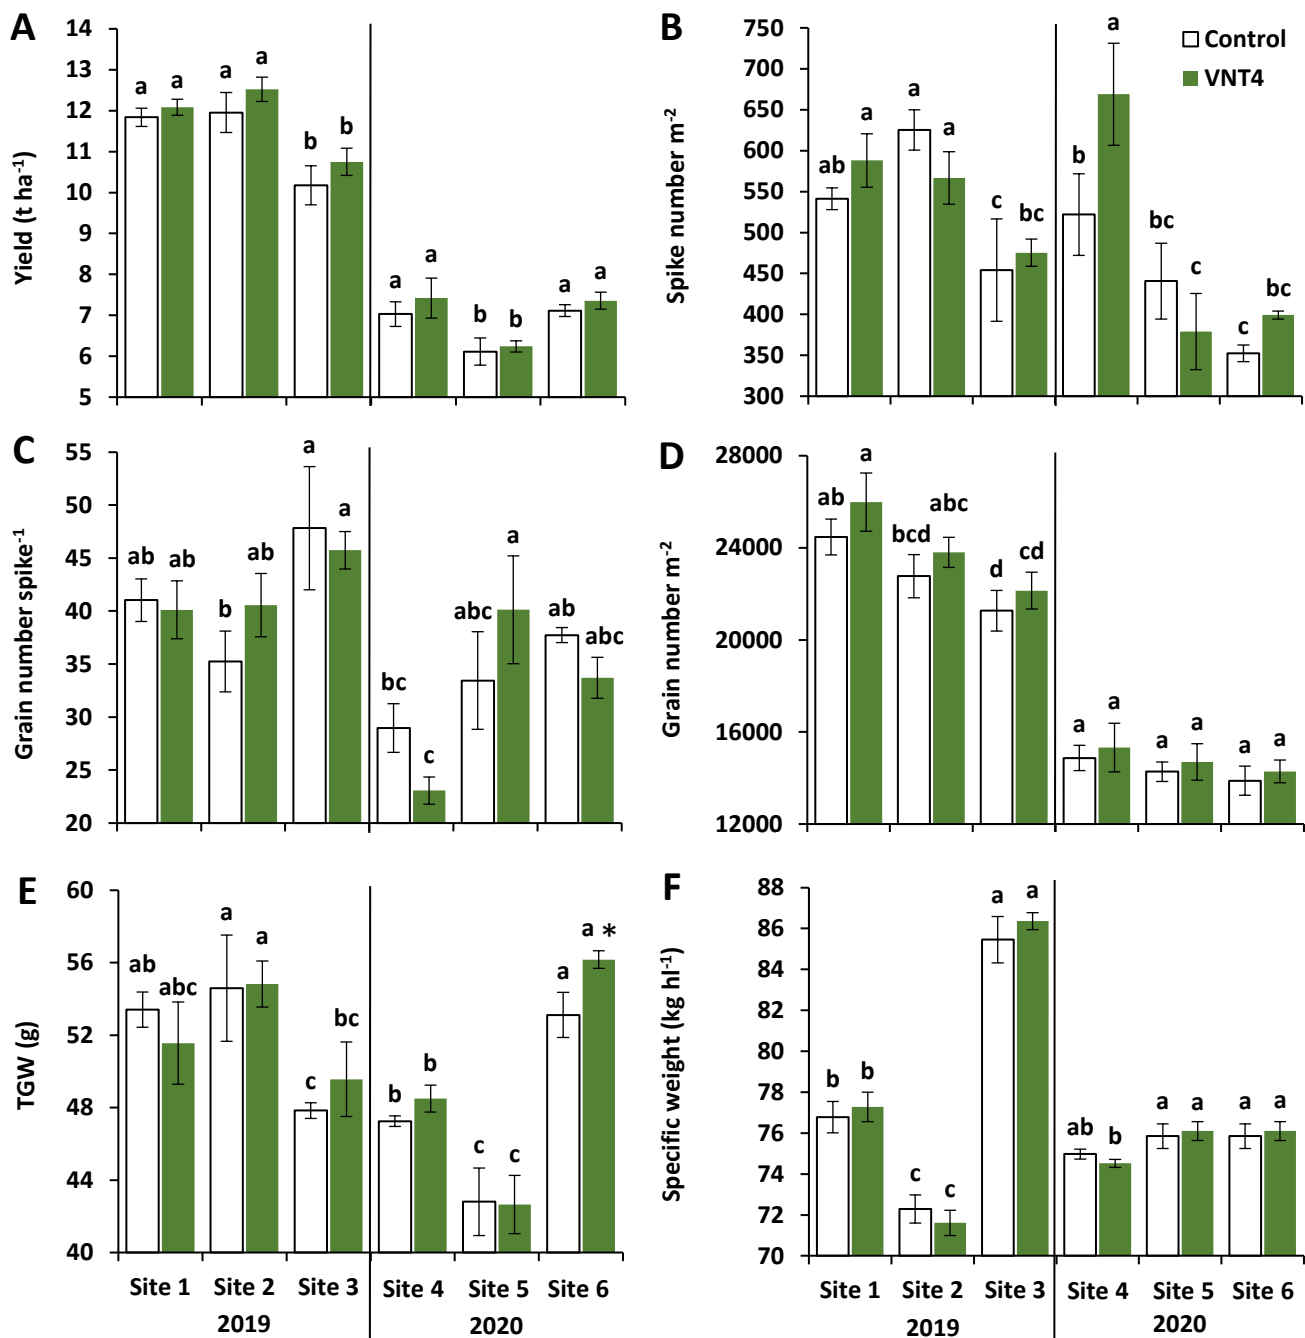 A
Yield (t ha⁻¹)
14
13
12
11
10
9
8
7
6
5
a a a a b b a a b b a a
B
Spike number m⁻²
750
700
650
600
550
500
450
400
350
300
ab a a a c bc b a bc c c bc
Control
VNT4
C
Grain number spike⁻¹
55
50
45
40
35
30
25
20
ab ab b ab a a bc c abc a ab abc
D
Grain number m⁻²
28000
24000
20000
16000
12000
ab a bcd abc d cd a a a a a a
E
TGW (g)
60
56
52
48
44
40
ab abc a a c bc b b c c a a *
Site 1 Site 2 Site 3 Site 4 Site 5 Site 6
2019 2020
F
Specific weight (kg hl⁻¹)
88
86
84
82
80
78
76
74
72
70
b b c c a a ab b a a a a
Site 1 Site 2 Site 3 Site 4 Site 5 Site 6
2019 2020